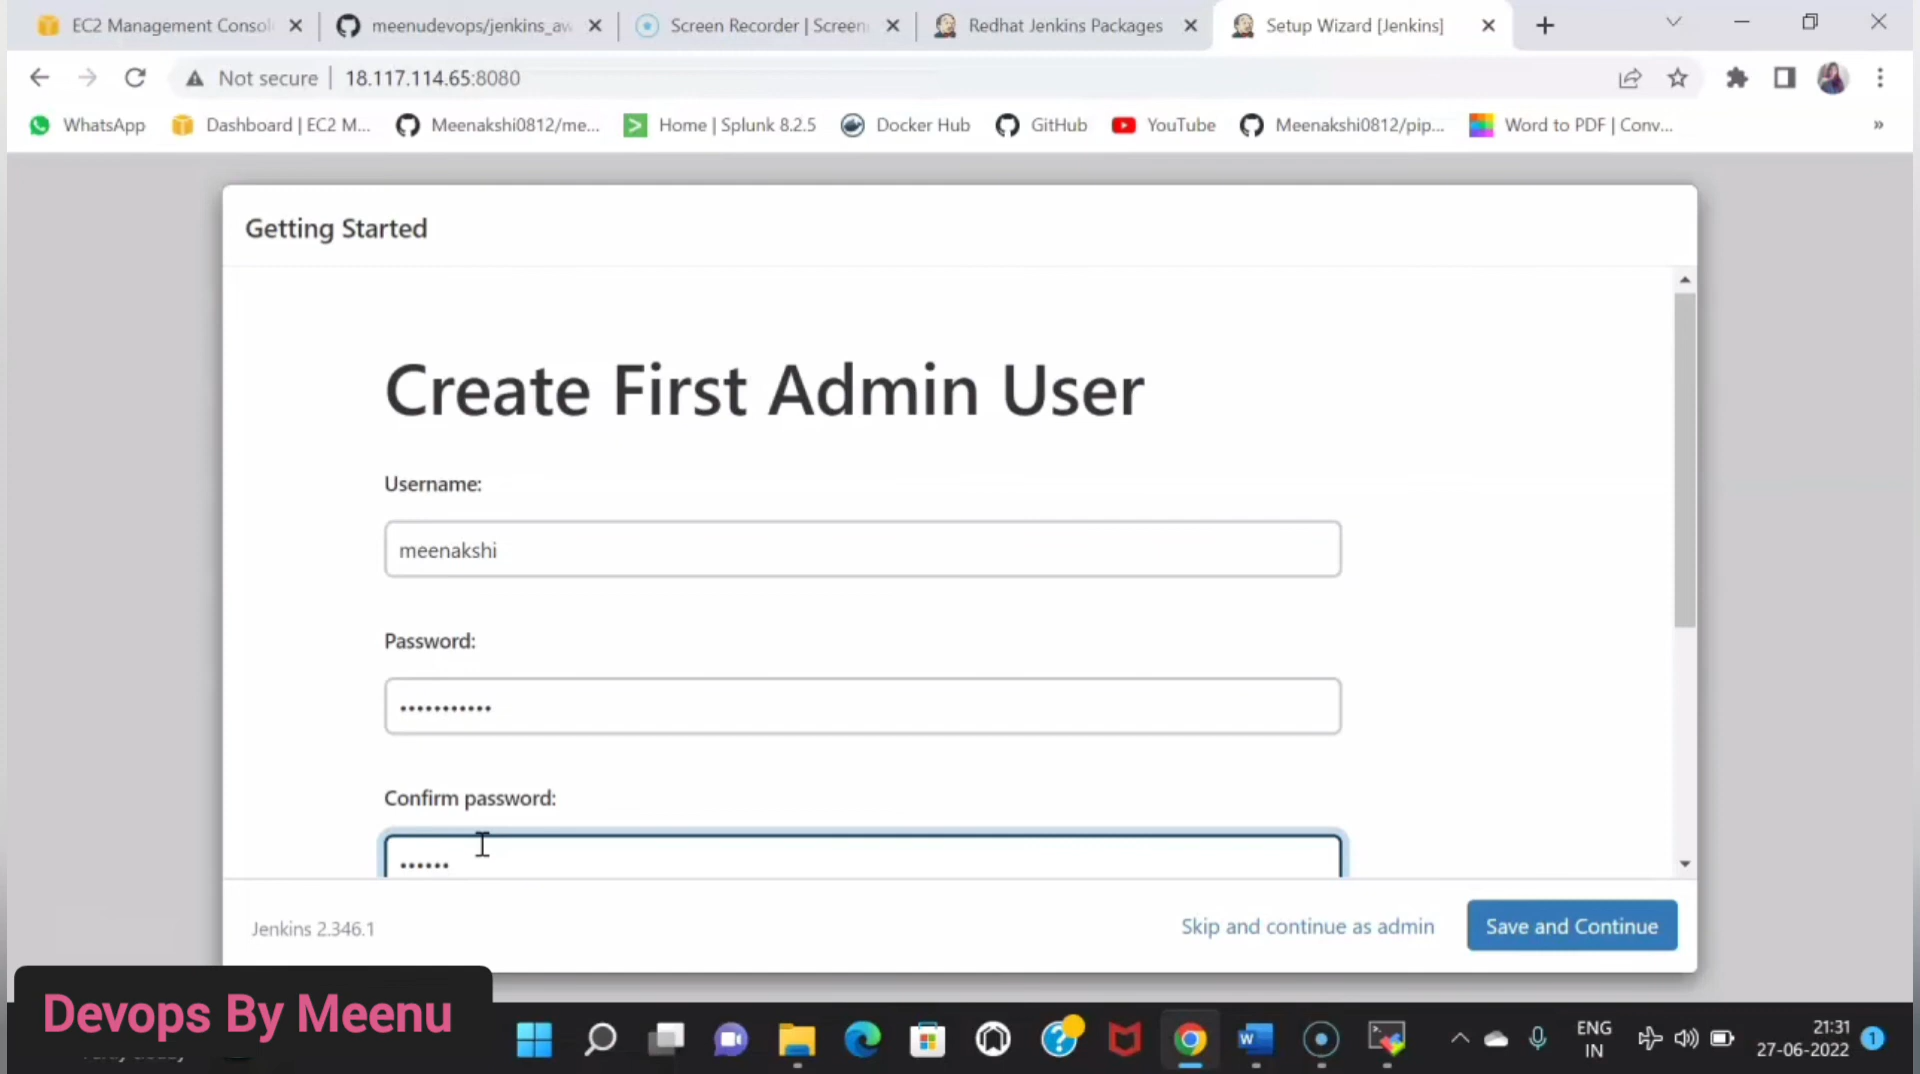 EC2 Management Consol
meenudevops/jenkins_aw
Screen Recorder | Screen
Redhat Jenkins Packages
Setup Wizard [Jenkins]
Not secure | 18.117.114.65:8080
WhatsApp
Dashboard | EC2 M...
Meenakshi0812/me...
Home | Splunk 8.2.5
Docker Hub
GitHub
YouTube
Meenakshi0812/pip...
Word to PDF | Conv...
»
Getting Started
Create First Admin User
Username:
meenakshi
Password:
•••••••••••
Confirm password:
••••••
Jenkins 2.346.1
Skip and continue as admin
Save and Continue
Devops By Meenu
ENG
IN
21:31
27-06-2022
1